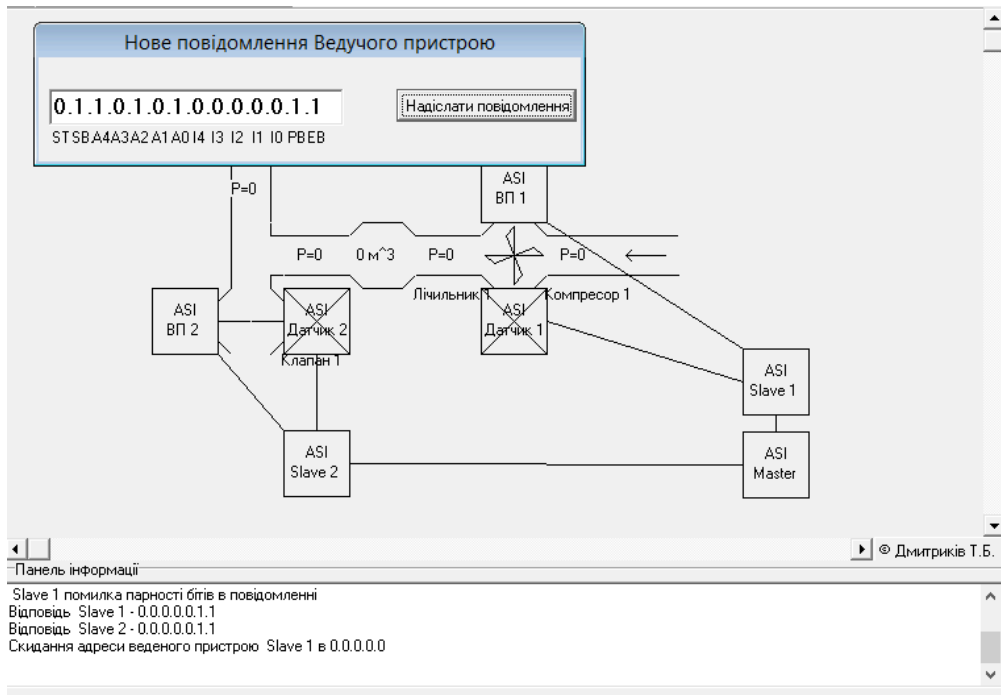 Нове повідомлення Ведучого пристрою
0.1.1.0.1.0.1.0.0.0.0.0.1.1
Надіслати повідомлення
ST SB A4 A3 A2 A1 A0 I4 I3 I2 I1 I0 PB EB
P=0
ASI
ВП 1
P=0
0 м^3
P=0
P=0
Лічильник 1
Компресор 1
ASI
ВП 2
ASI
Датчик 2
Клапан 1
ASI
Датчик 1
ASI
Slave 1
ASI
Slave 2
ASI
Master
© Дмитриків Т.Б.
Панель інформації
Slave 1 помилка парності бітів в повідомленні
Відповідь Slave 1 - 0.0.0.0.0.1.1
Відповідь Slave 2 - 0.0.0.0.0.1.1
Скидання адреси веденого пристрою Slave 1 в 0.0.0.0.0